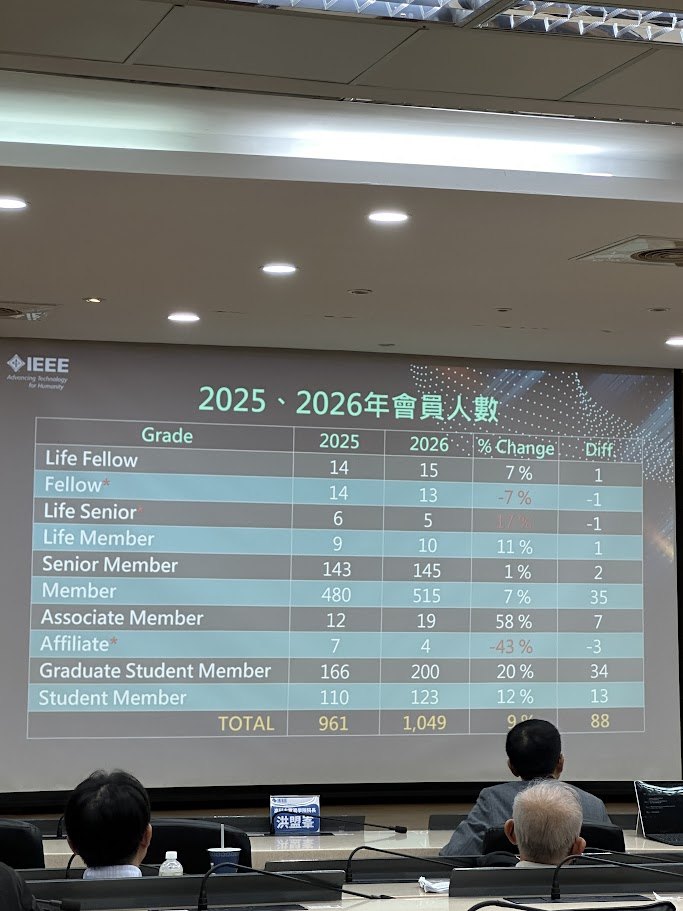 IEEE
Advancing Technology
for Humanity
2025、2026年會員人數
Grade 2025 2026 % Change Diff
Life Fellow 14 15 7 % 1
Fellow* 14 13 -7 % -1
Life Senior* 6 5 -1
Life Member 9 10 11 % 1
Senior Member 143 145 1 % 2
Member 480 515 7 % 35
Associate Member 12 19 58 % 7
Affiliate* 7 4 -43 % -3
Graduate Student Member 166 200 20 % 34
Student Member 110 123 12 % 13
TOTAL 961 1,049 9 % 88
IEEE
洪盟峯